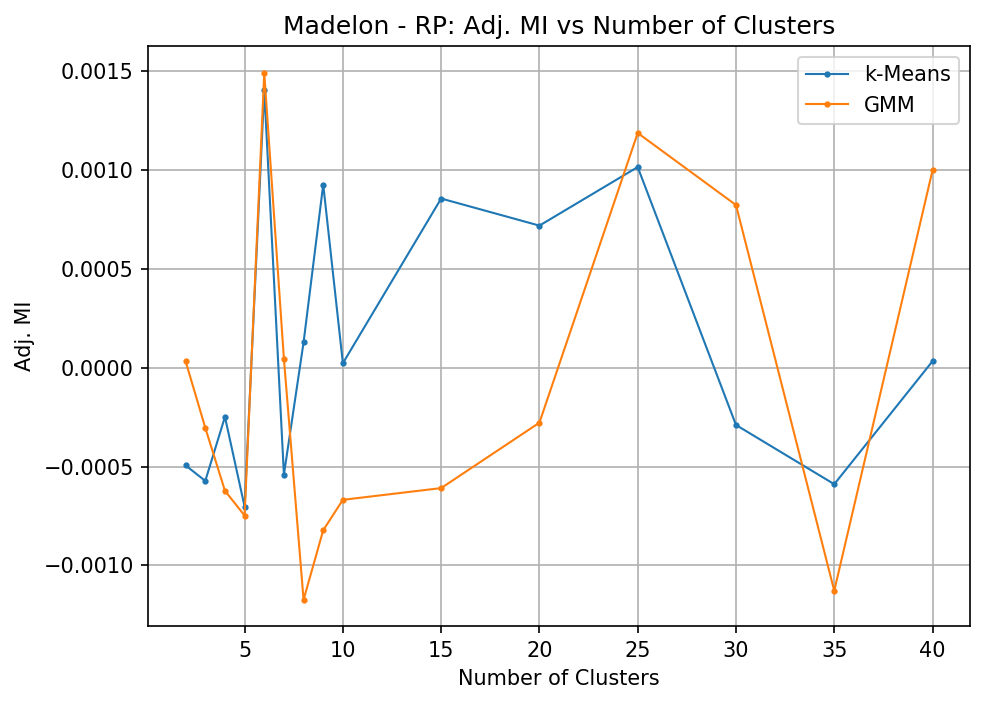 Madelon - RP: Adj. MI vs Number of Clusters
k-Means
GMM
Adj. MI
0.0015
0.0010
0.0005
0.0000
−0.0005
−0.0010
5 10 15 20 25 30 35 40
Number of Clusters